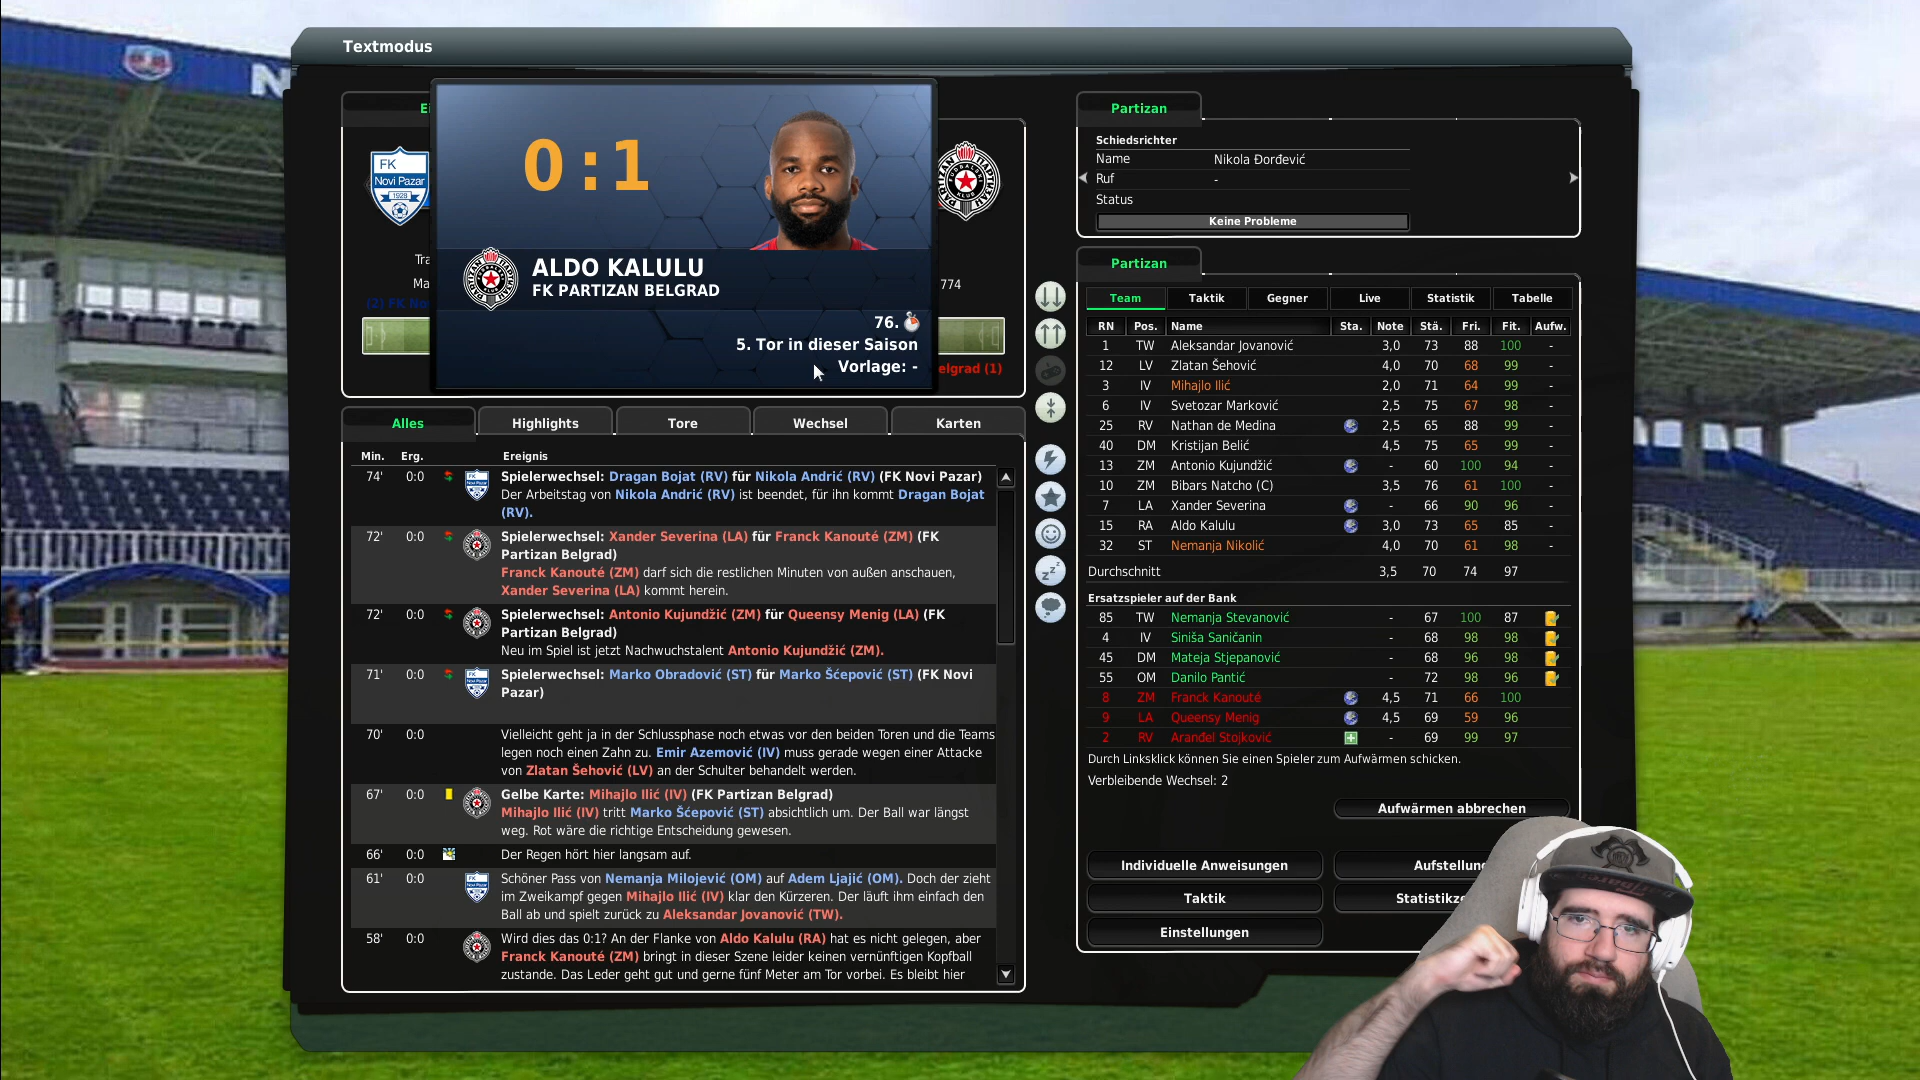 Textmodus
N
Ei
0 : 1
ALDO KALULU
FK PARTIZAN BELGRAD
76.
5. Tor in dieser Saison
Vorlage: -
FK
Novi Pazar
1928
Tra
Ma
774
(2) FK No
elgrad (1)
Alles Highlights Tore Wechsel Karten
Min. Erg. Ereignis
74' 0:0 Spielerwechsel: Dragan Bojat (RV) für Nikola Andrić (RV) (FK Novi Pazar)
Der Arbeitstag von Nikola Andrić (RV) ist beendet, für ihn kommt Dragan Bojat
(RV).
72' 0:0 Spielerwechsel: Xander Severina (LA) für Franck Kanouté (ZM) (FK
Partizan Belgrad)
Franck Kanouté (ZM) darf sich die restlichen Minuten von außen anschauen,
Xander Severina (LA) kommt herein.
72' 0:0 Spielerwechsel: Antonio Kujundžić (ZM) für Queensy Menig (LA) (FK
Partizan Belgrad)
Neu im Spiel ist jetzt Nachwuchstalent Antonio Kujundžić (ZM).
71' 0:0 Spielerwechsel: Marko Obradović (ST) für Marko Šćepović (ST) (FK Novi
Pazar)
70' 0:0 Vielleicht geht ja in der Schlussphase noch etwas vor den beiden Toren und die Teams
legen noch einen Zahn zu. Emir Azemović (IV) muss gerade wegen einer Attacke
von Zlatan Šehović (LV) an der Schulter behandelt werden.
67' 0:0 Gelbe Karte: Mihajlo Ilić (IV) (FK Partizan Belgrad)
Mihajlo Ilić (IV) tritt Marko Šćepović (ST) absichtlich um. Der Ball war längst
weg. Rot wäre die richtige Entscheidung gewesen.
66' 0:0 Der Regen hört hier langsam auf.
61' 0:0 Schöner Pass von Nemanja Milojević (OM) auf Adem Ljajić (OM). Doch der zieht
im Zweikampf gegen Mihajlo Ilić (IV) klar den Kürzeren. Der läuft ihm einfach den
Ball ab und spielt zurück zu Aleksandar Jovanović (TW).
58' 0:0 Wird dies das 0:1? An der Flanke von Aldo Kalulu (RA) hat es nicht gelegen, aber
Franck Kanouté (ZM) bringt in dieser Szene leider keinen vernünftigen Kopfball
zustande. Das Leder geht gut und gerne fünf Meter am Tor vorbei. Es bleibt hier
Partizan
Schiedsrichter
Name Nikola Đorđević
Ruf -
Status
Keine Probleme
Partizan
Team Taktik Gegner Live Statistik Tabelle
RN Pos. Name Sta. Note Stä. Fri. Fit. Aufw.
1 TW Aleksandar Jovanović 3,0 73 88 100 -
12 LV Zlatan Šehović 4,0 70 68 99 -
3 IV Mihajlo Ilić 2,0 71 64 99 -
6 IV Svetozar Marković 2,5 75 67 98 -
25 RV Nathan de Medina 2,5 65 88 99 -
40 DM Kristijan Belić 4,5 75 65 99 -
13 ZM Antonio Kujundžić - 60 100 94 -
10 ZM Bibars Natcho (C) 3,5 76 61 100 -
7 LA Xander Severina - 66 90 96 -
15 RA Aldo Kalulu 3,0 73 65 85 -
32 ST Nemanja Nikolić 4,0 70 61 98 -
Durchschnitt 3,5 70 74 97
Ersatzspieler auf der Bank
85 TW Nemanja Stevanović - 67 100 87
4 IV Siniša Saničanin - 68 98 98
45 DM Mateja Stjepanović - 68 96 98
55 OM Danilo Pantić - 72 98 96
8 ZM Franck Kanouté 4,5 71 66 100
9 LA Queensy Menig 4,5 69 59 96
2 RV Aranđel Stojković - 69 99 97
Durch Linksklick können Sie einen Spieler zum Aufwärmen schicken.
Verbleibende Wechsel: 2
Aufwärmen abbrechen
Individuelle Anweisungen Aufstellun
Taktik Statistik
Einstellungen